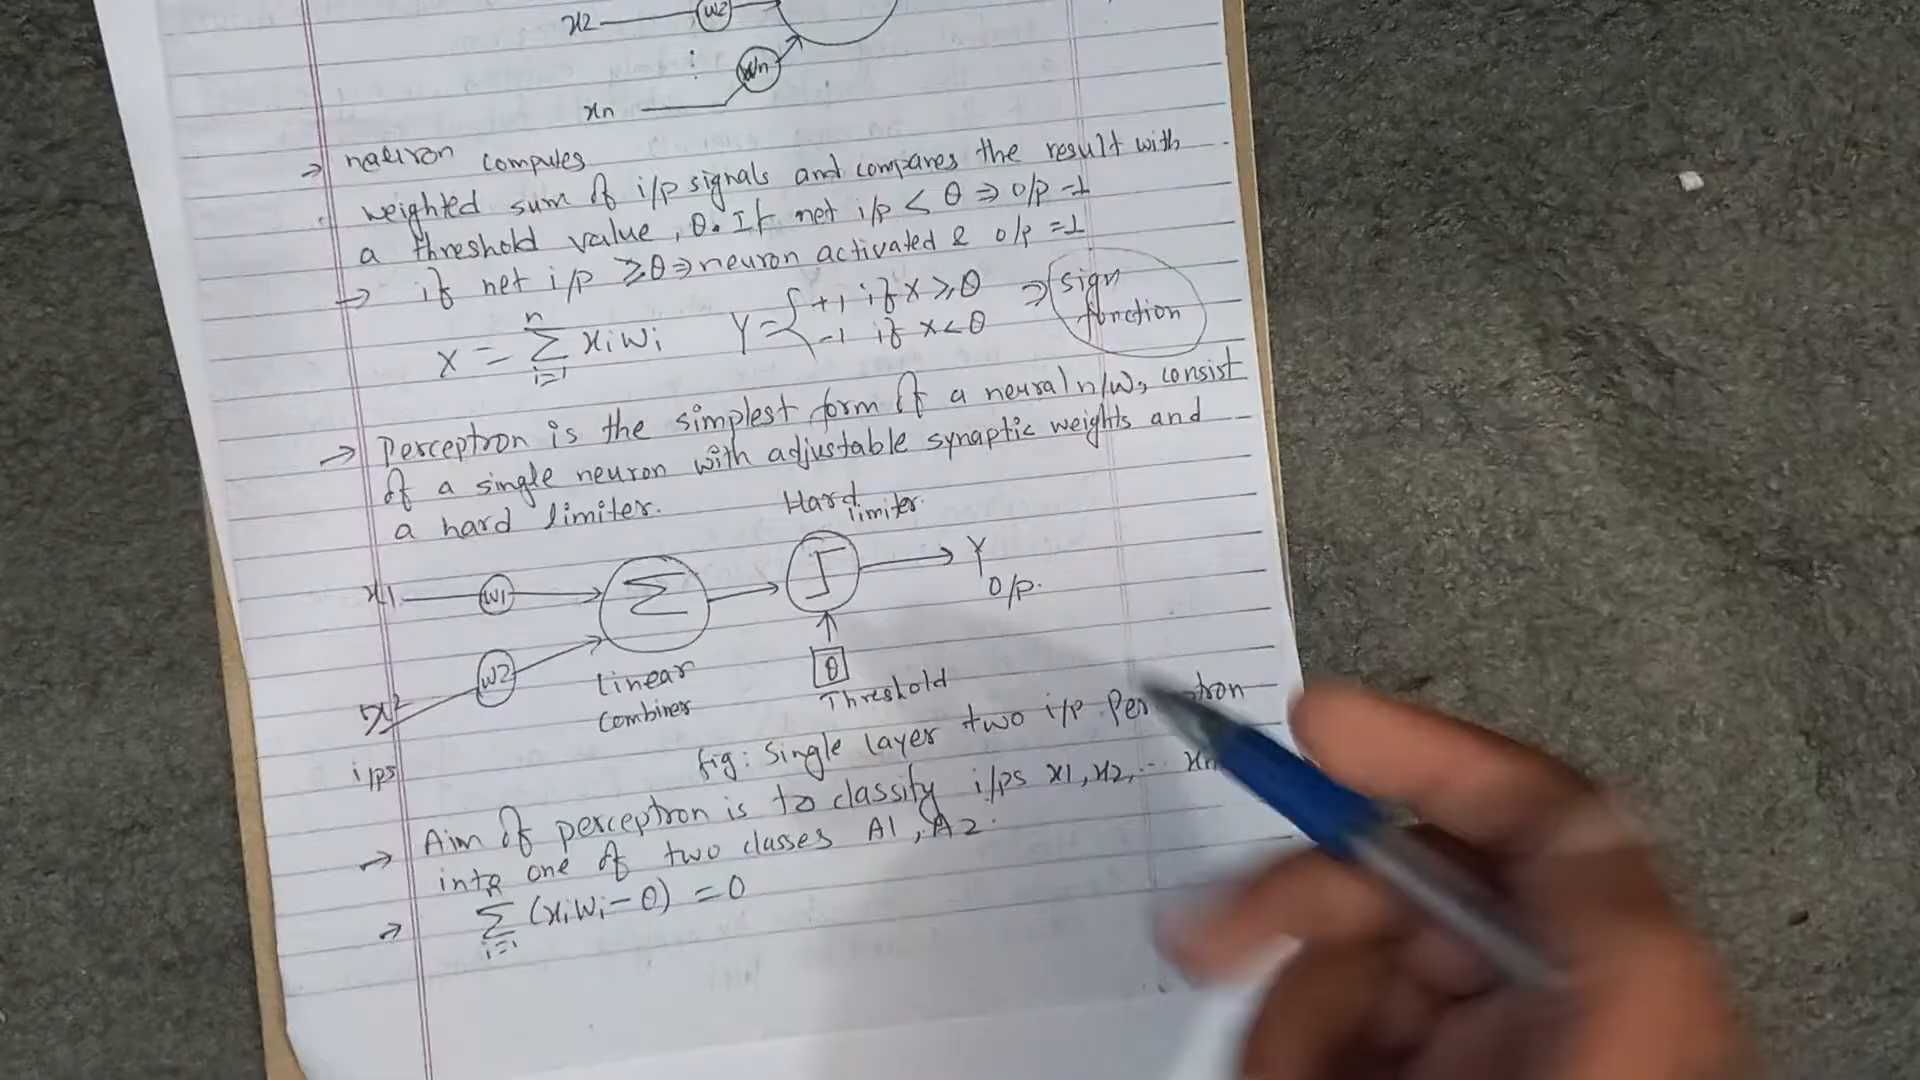 x2 w2
⋮ wn
xn
→ neuron computes
weighted sum of i/p signals and compares the result with
a threshold value, θ. If net i/p < θ ⇒ o/p = -1
→ if net i/p ≥ θ ⇒ neuron activated & o/p = 1
X = n Σ i=1 xiwi Y = { +1 if X ≥ θ ⇒ sign
-1 if X < θ function
→ Perceptron is the simplest form of a neural n/w, consist
of a single neuron with adjustable synaptic weights and
a hard limiter.
Hard limiter.
x1 w1 Σ Y
o/p.
x2 w2 Linear Combiner θ Threshold
i/ps
fig: Single layer two i/p
→ Aim of perceptron is to classify i/ps x1, x2, ...
into one of two classes A1, A2.
→ n Σ i=1 (xiwi - θ) = 0